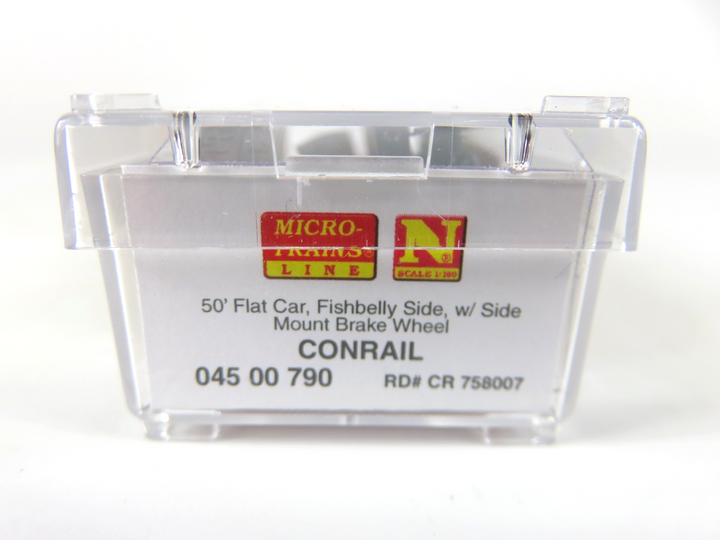 MICRO-
TRAINS®
LINE
N®
SCALE 1:160
50' Flat Car, Fishbelly Side, w/ Side
Mount Brake Wheel
CONRAIL
045 00 790 RD# CR 758007